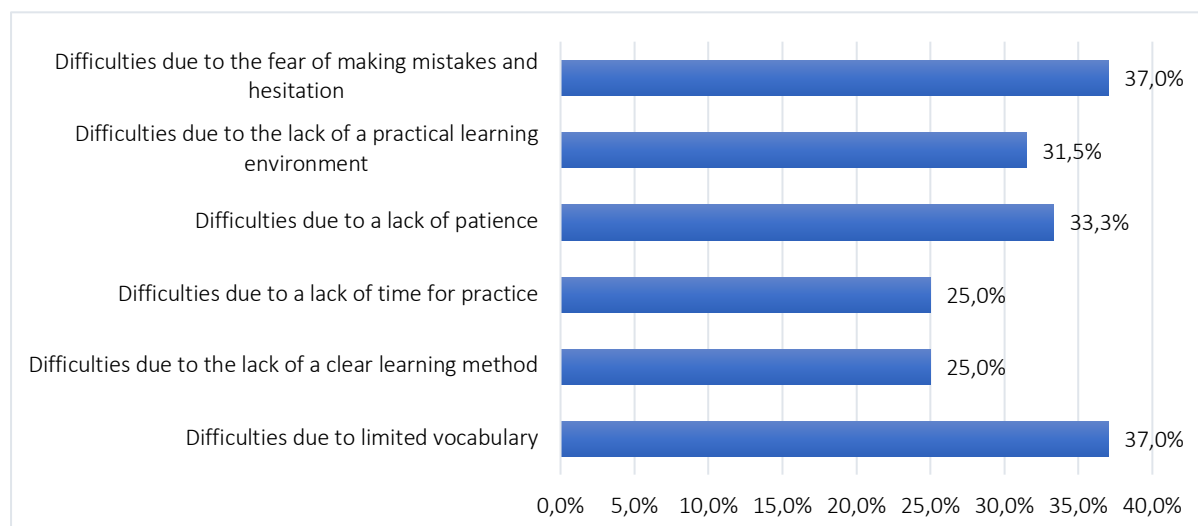 Difficulties due to the fear of making mistakes and
hesitation
37,0%
Difficulties due to the lack of a practical learning
environment
31,5%
Difficulties due to a lack of patience
33,3%
Difficulties due to a lack of time for practice
25,0%
Difficulties due to the lack of a clear learning method
25,0%
Difficulties due to limited vocabulary
37,0%
0,0% 5,0% 10,0% 15,0% 20,0% 25,0% 30,0% 35,0% 40,0%